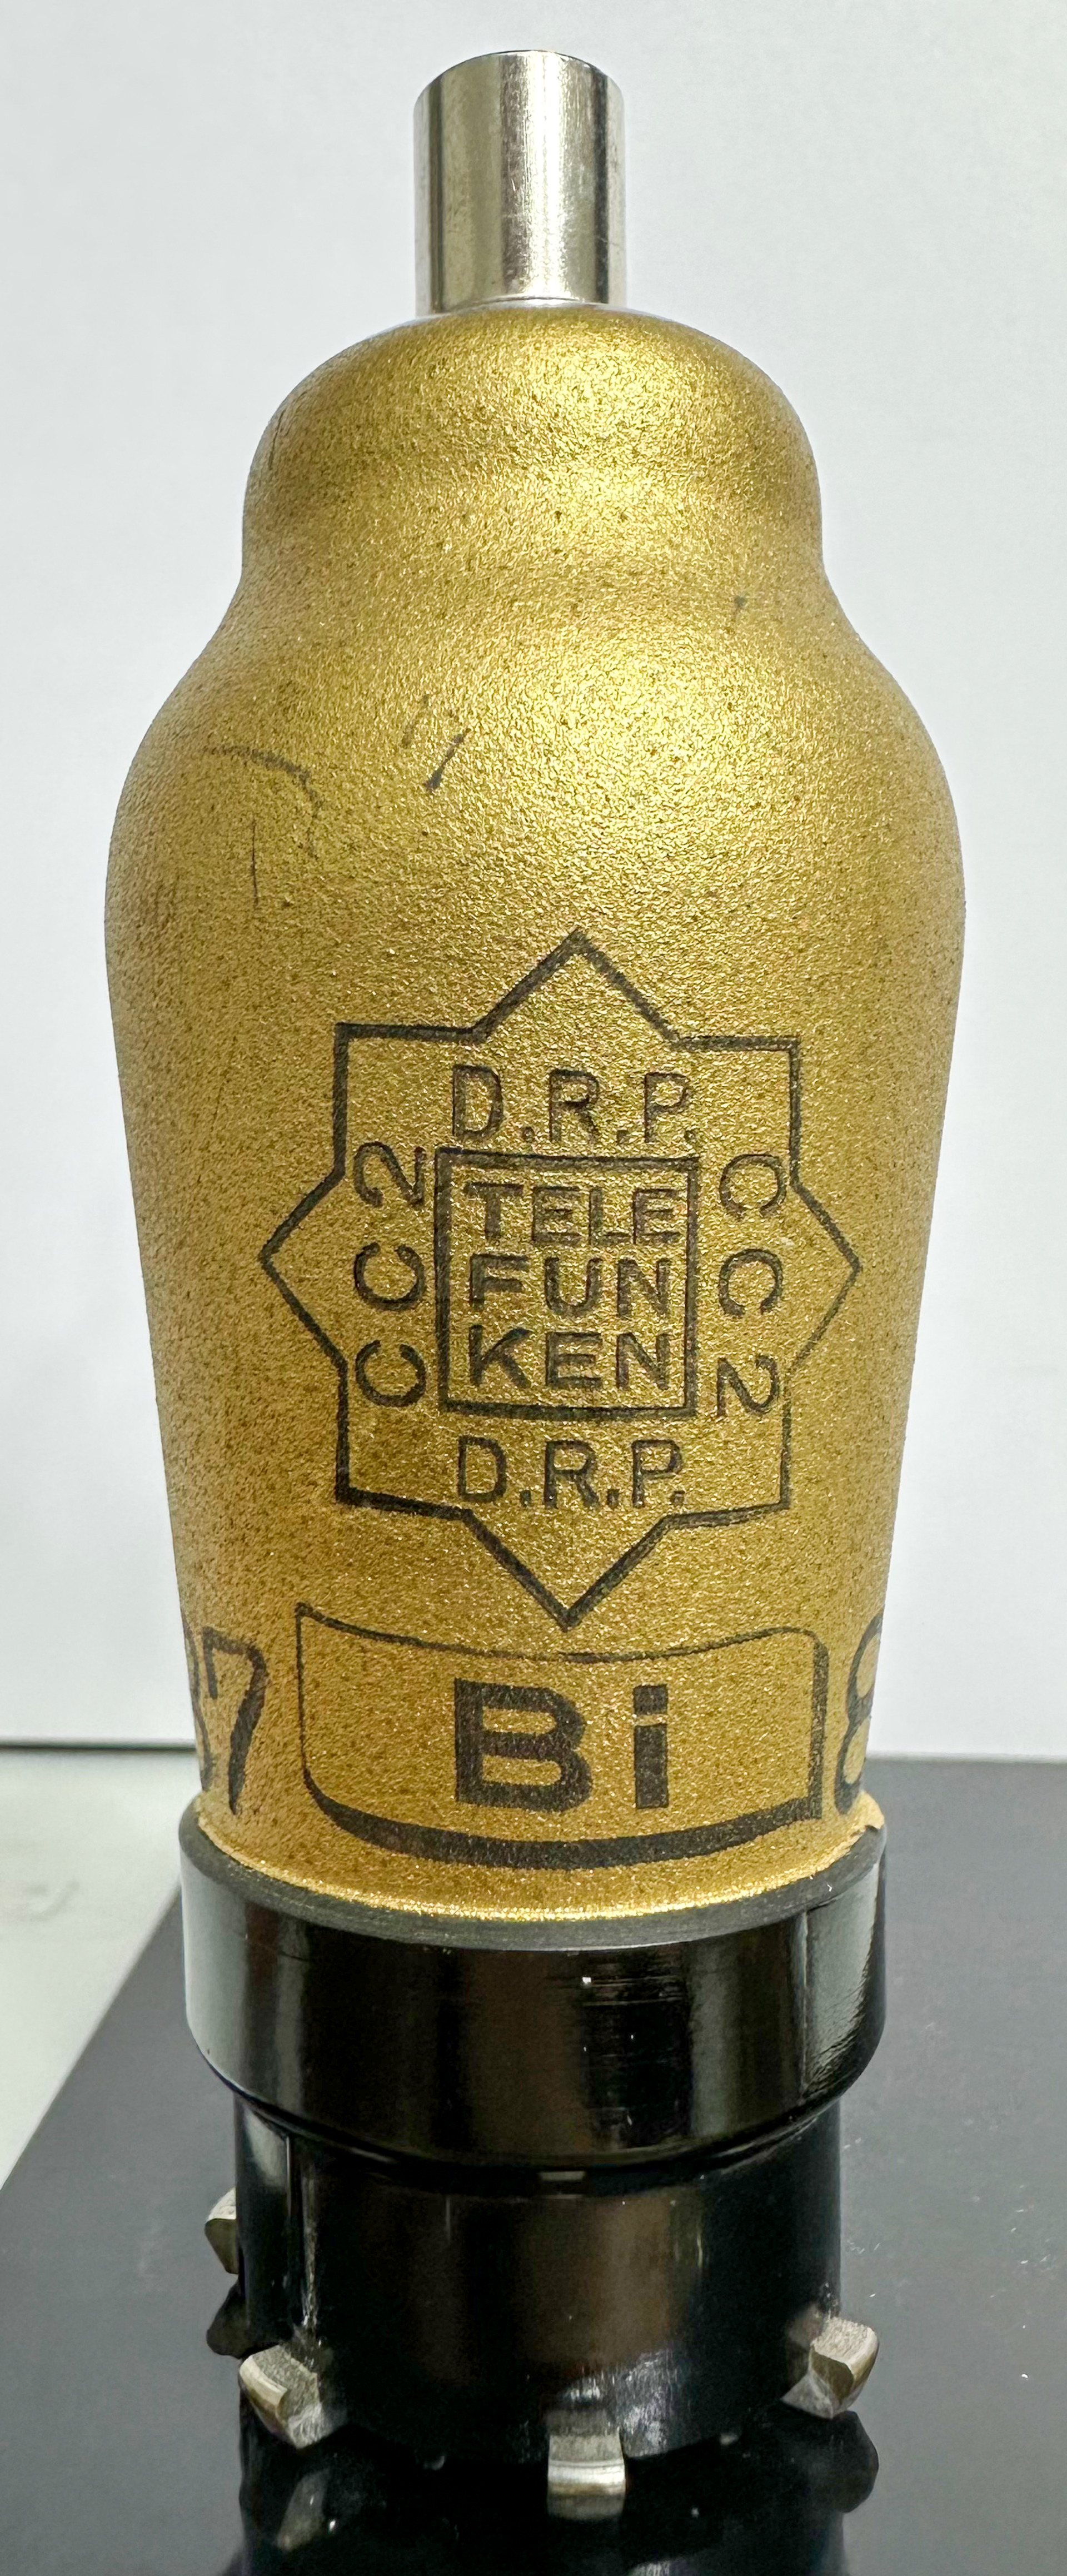 D.R.P.
CC2
TELE
FUN
KEN
CC2
D.R.P.
Bi